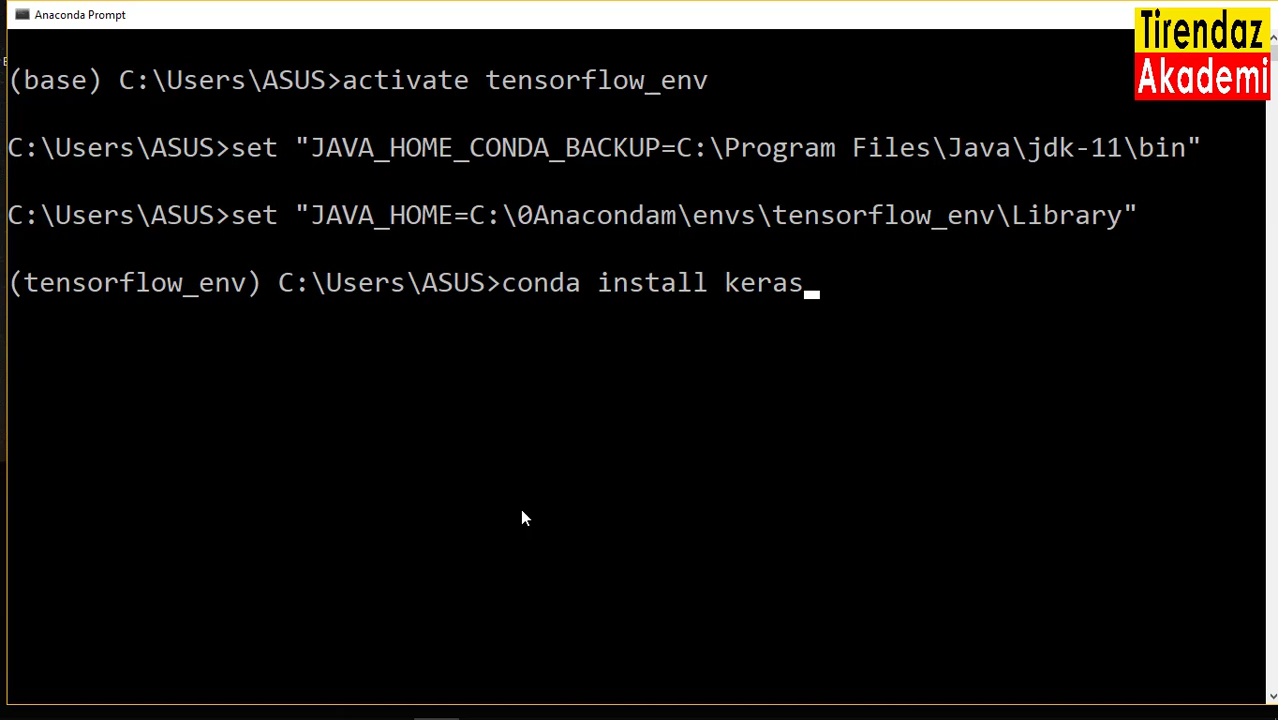 Anaconda Prompt
Tirendaz
Akademi
(base) C:\Users\ASUS>activate tensorflow_env
C:\Users\ASUS>set "JAVA_HOME_CONDA_BACKUP=C:\Program Files\Java\jdk-11\bin"
C:\Users\ASUS>set "JAVA_HOME=C:\0Anacondam\envs\tensorflow_env\Library"
(tensorflow_env) C:\Users\ASUS>conda install keras